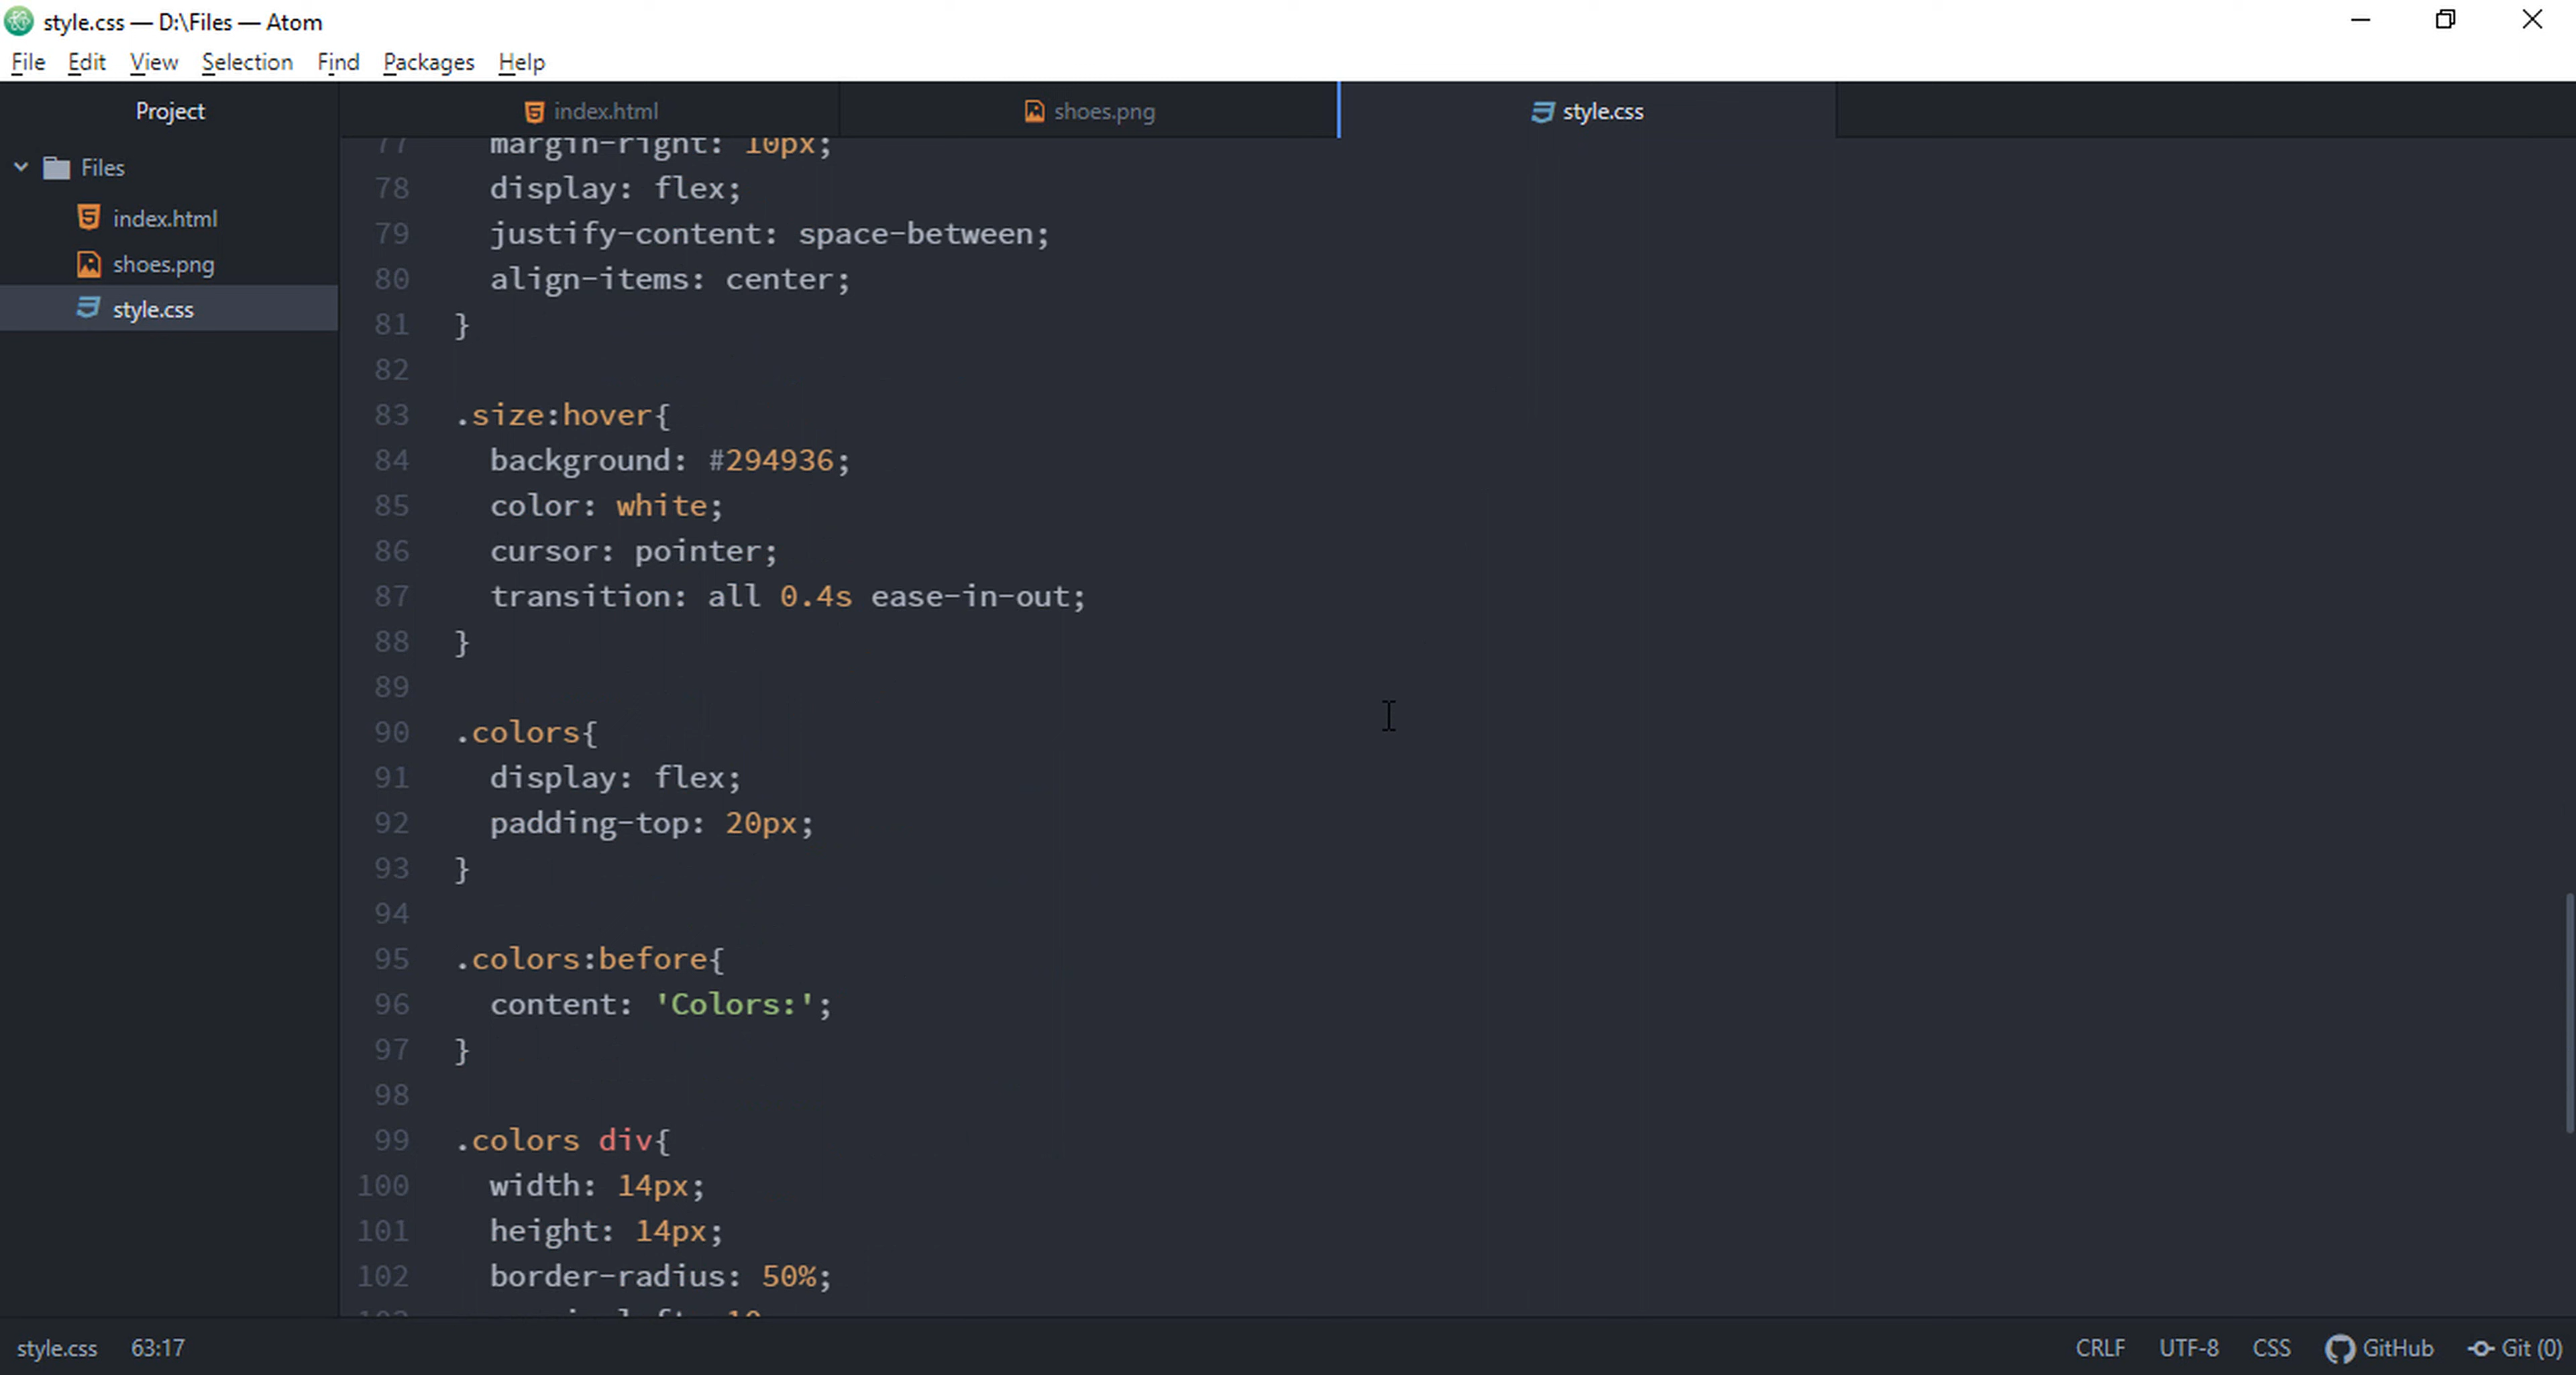 style.css — D:\Files — Atom
File Edit View Selection Find Packages Help
Project
Files
index.html
shoes.png
style.css
index.html shoes.png style.css
77 margin-right: 10px;
78 display: flex;
79 justify-content: space-between;
80 align-items: center;
81 }
82
83 .size:hover{
84 background: #294936;
85 color: white;
86 cursor: pointer;
87 transition: all 0.4s ease-in-out;
88 }
89
90 .colors{
91 display: flex;
92 padding-top: 20px;
93 }
94
95 .colors:before{
96 content: 'Colors:';
97 }
98
99 .colors div{
100 width: 14px;
101 height: 14px;
102 border-radius: 50%;
style.css 63:17 CRLF UTF-8 CSS GitHub Git (0)